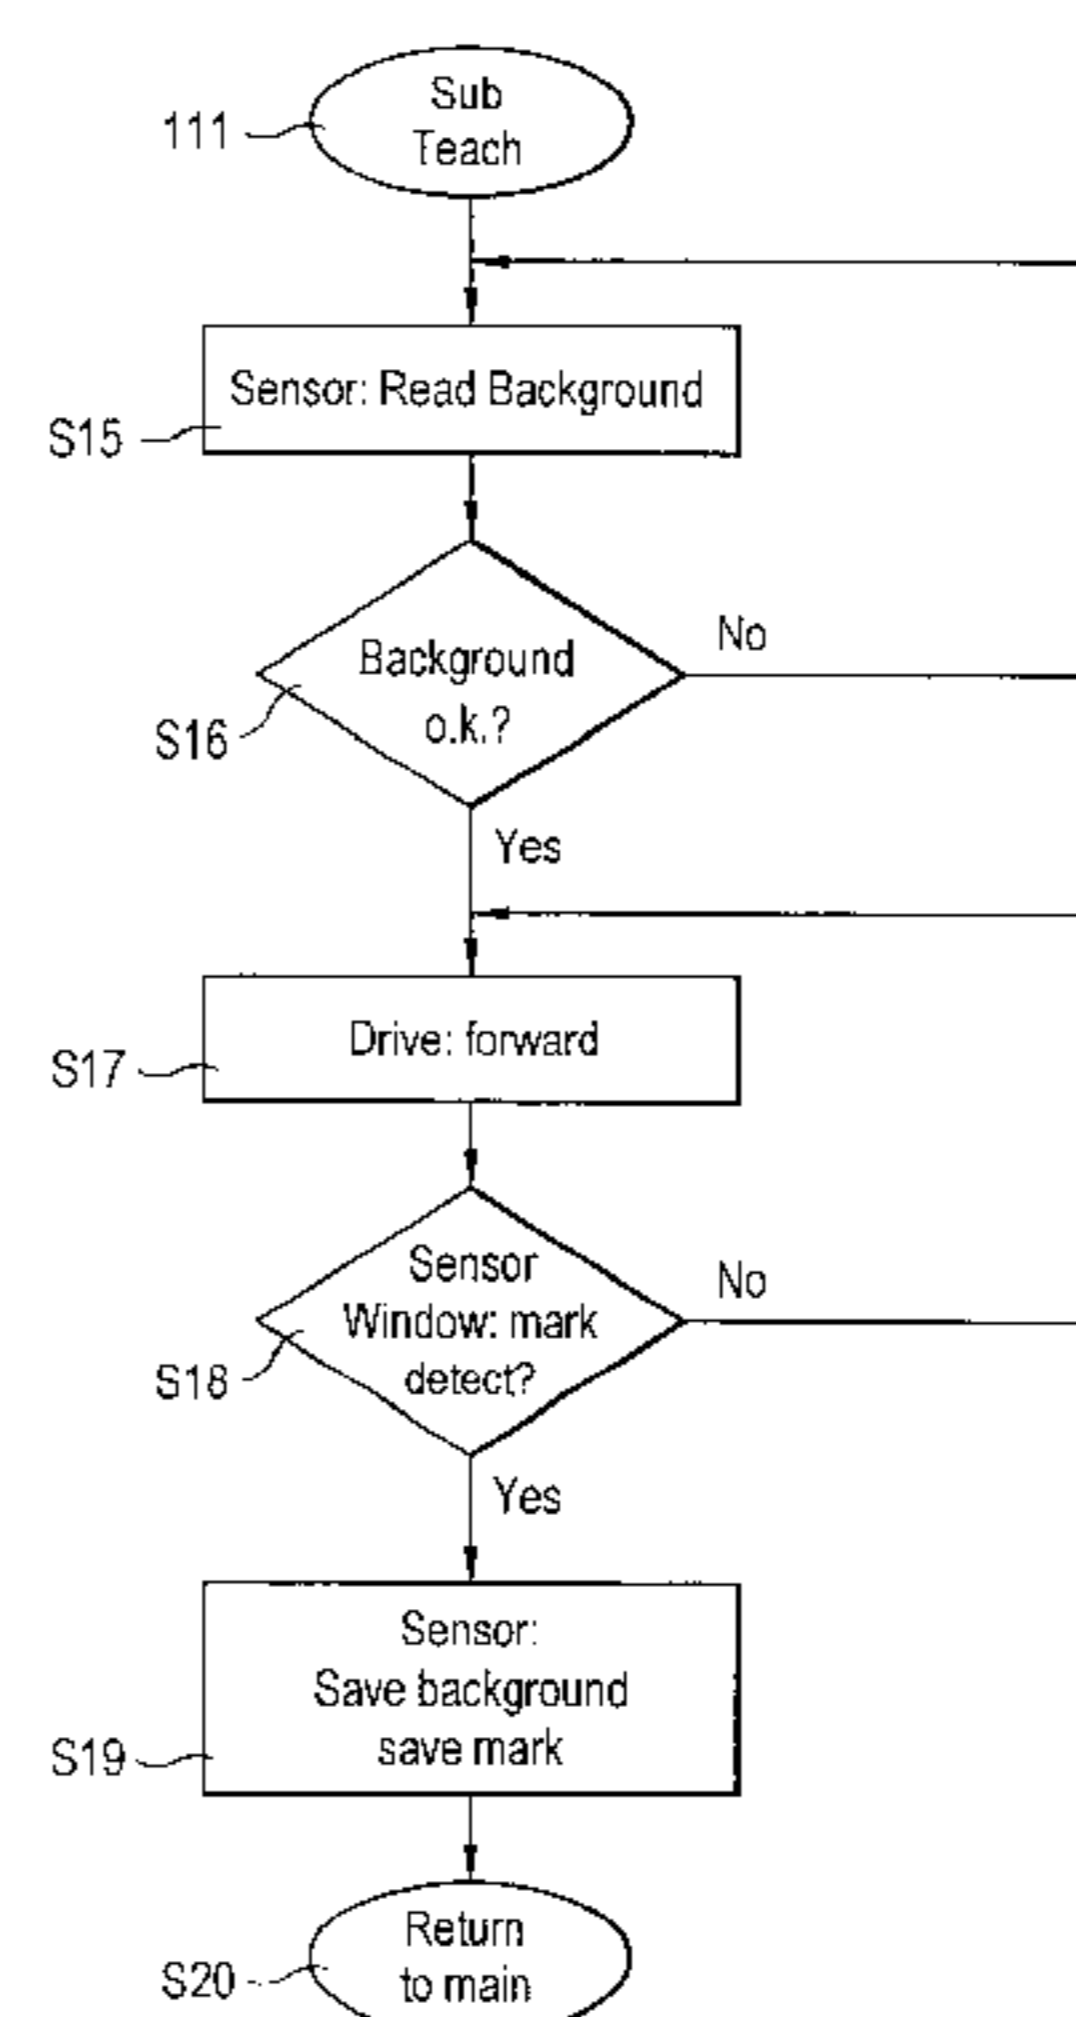 Sub
Teach
111
Sensor: Read Background
S15
Background
o.k.?
No
S16
Yes
Drive: forward
S17
Sensor
Window: mark
detect?
No
S18
Yes
Sensor:
Save background
save mark
S19
Return
to main
S20